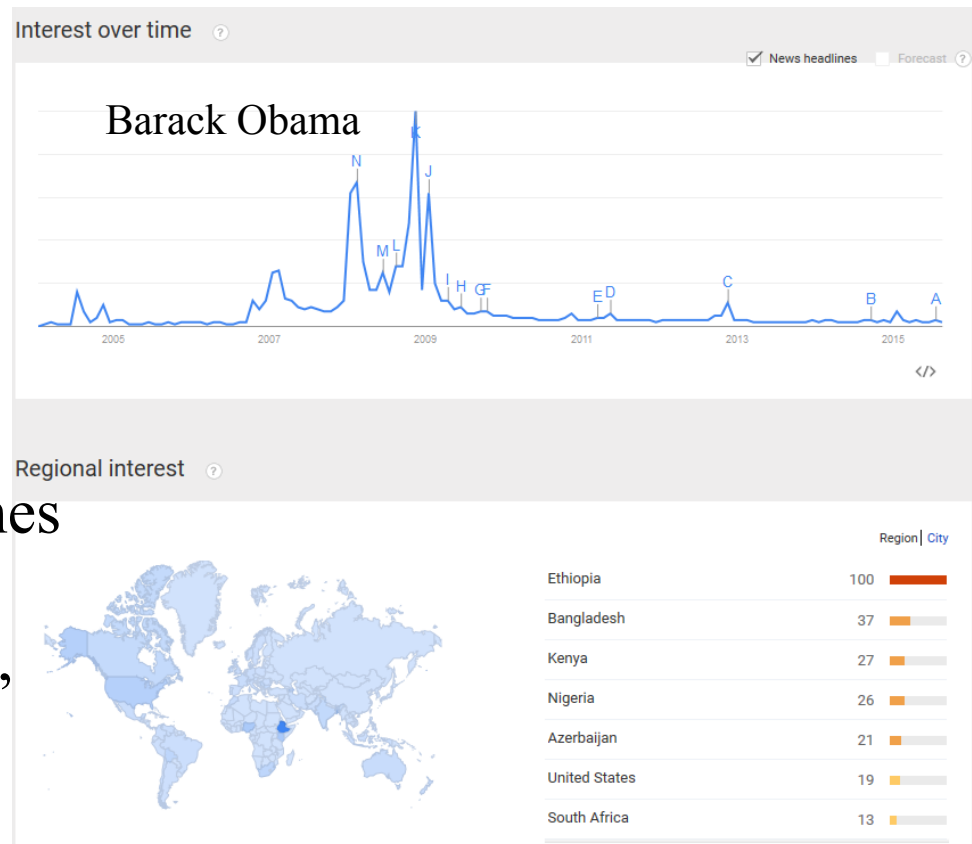 Interest over time ?
News headlines Forecast ?
Barack Obama
K
N
J
M L
I H G F
C
E D
B A
2005 2007 2009 2011 2013 2015
</>
Regional interest ?
nes
Region | City
Ethiopia 100
Bangladesh 37
Kenya 27
Nigeria 26
,
Azerbaijan 21
United States 19
South Africa 13